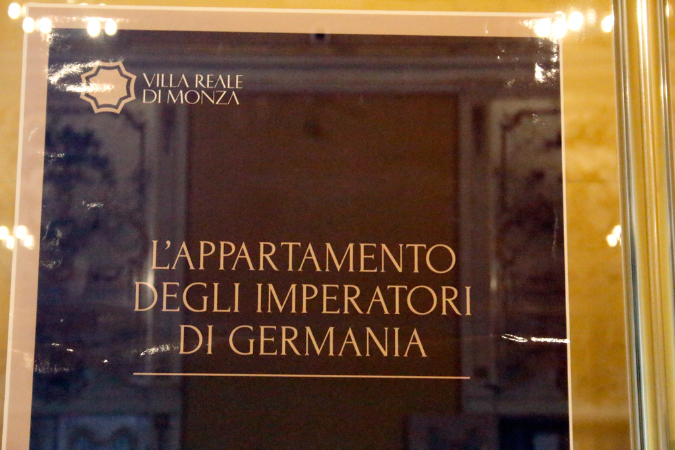 VILLA REALE
DI MONZA
L'APPARTAMENTO
DEGLI IMPERATORI
DI GERMANIA